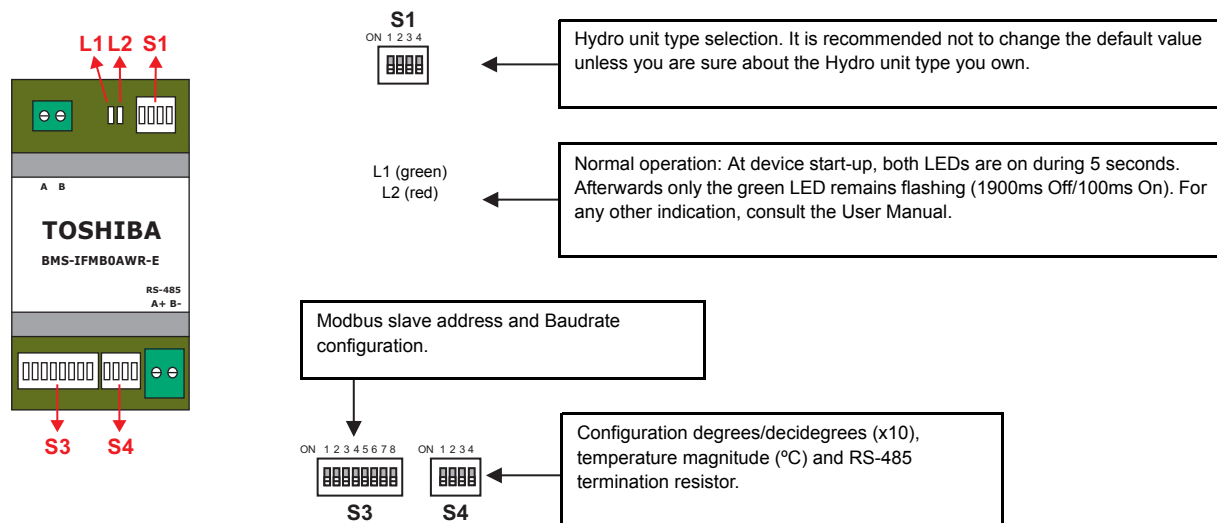 L1 L2 S1
A B
TOSHIBA
BMS-IFMB0AWR-E
RS-485
A+ B-
S3 S4
S1
ON 1 2 3 4
Hydro unit type selection. It is recommended not to change the default value
unless you are sure about the Hydro unit type you own.
L1 (green)
L2 (red)
Normal operation: At device start-up, both LEDs are on during 5 seconds.
Afterwards only the green LED remains flashing (1900ms Off/100ms On). For
any other indication, consult the User Manual.
Modbus slave address and Baudrate
configuration.
ON 1 2 3 4 5 6 7 8
S3
ON 1 2 3 4
S4
Configuration degrees/decidegrees (x10),
temperature magnitude (ºC) and RS-485
termination resistor.